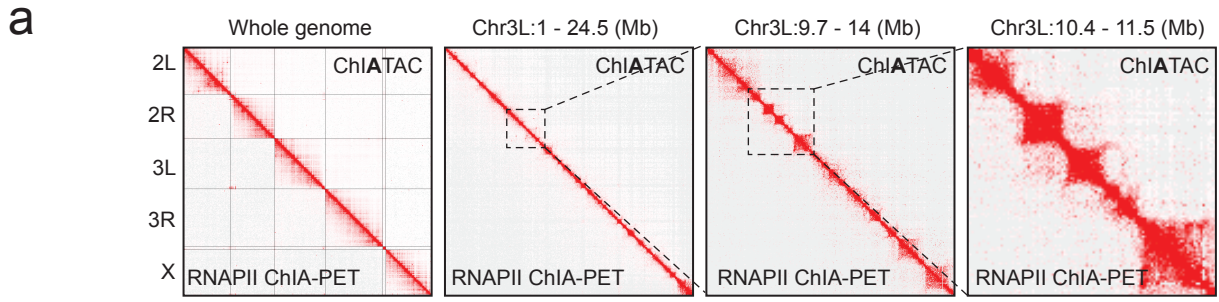 a
Whole genome
Chr3L:1 - 24.5 (Mb)
Chr3L:9.7 - 14 (Mb)
Chr3L:10.4 - 11.5 (Mb)
2L
2R
3L
3R
X
ChIATAC
RNAPII ChIA-PET
ChIATAC
RNAPII ChIA-PET
ChIATAC
RNAPII ChIA-PET
ChIATAC
RNAPII ChIA-PET